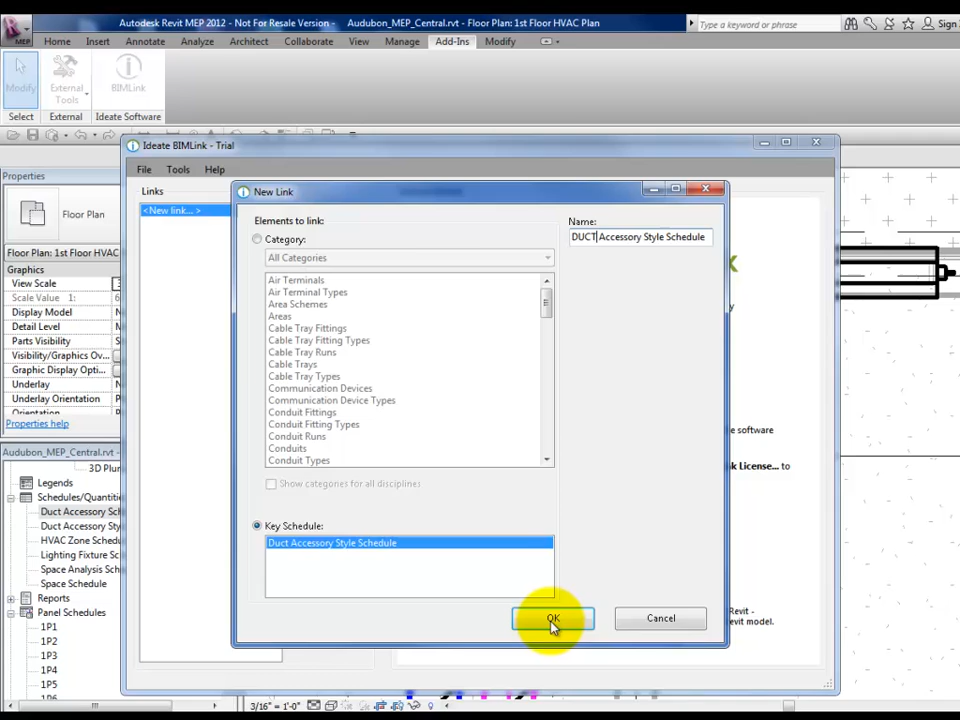 Autodesk Revit MEP 2012 - Not For Resale Version - Audubon_MEP_Central.rvt - Floor Plan: 1st Floor HVAC Plan
Type a keyword or phrase
Sign
MEP
Home Insert Annotate Analyze Architect Collaborate View Manage Add-Ins Modify
Modify
External
Tools
BIMLink
Select External Ideate Software
Ideate BIMLink - Trial
File Tools Help
Links
<New link... >
Properties
Floor Plan
Floor Plan: 1st Floor HVAC Plan
Graphics
View Scale
Scale Value 1:
Display Model
Detail Level
Parts Visibility
Visibility/Graphics Ov...
Graphic Display Opti...
Underlay
Underlay Orientation
Orientation
Properties help
Audubon_MEP_Central.rvt
3D Plum
Legends
Schedules/Quantitie
Duct Accessory Sch
Duct Accessory Sty
HVAC Zone Schedu
Lighting Fixture Sc
Space Analysis Sch
Space Schedule
Reports
Panel Schedules
1P1
1P2
1P3
1P4
1P5
1P6
New Link
Elements to link:
Category:
All Categories
Air Terminals
Air Terminal Types
Area Schemes
Areas
Cable Tray Fittings
Cable Tray Fitting Types
Cable Tray Runs
Cable Trays
Cable Tray Types
Communication Devices
Communication Device Types
Conduit Fittings
Conduit Fitting Types
Conduit Runs
Conduits
Conduit Types
Show categories for all disciplines
Key Schedule:
Duct Accessory Style Schedule
Name:
DUCT Accessory Style Schedule
OK
Cancel
e software
k License... to
Revit -
evit model.
3/16" = 1'-0"